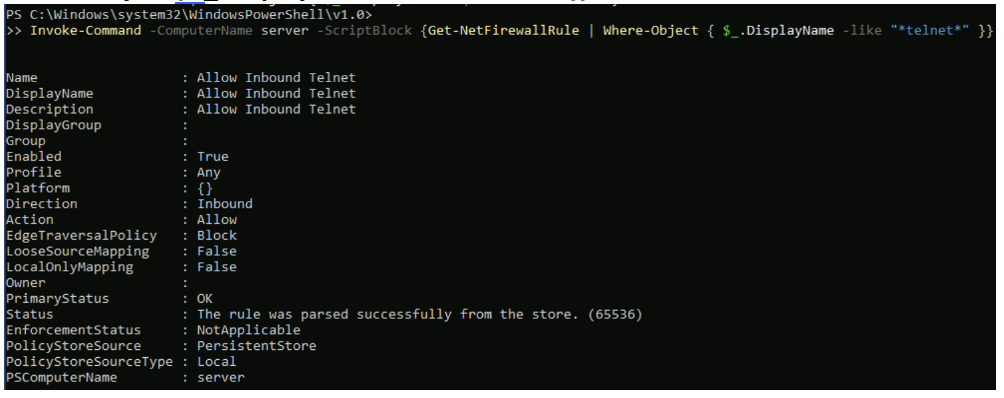 PS C:\Windows\system32\WindowsPowerShell\v1.0>
>> Invoke-Command -ComputerName server -ScriptBlock {Get-NetFirewallRule | Where-Object { $_.DisplayName -like "*telnet*" }}
Name : Allow Inbound Telnet
DisplayName : Allow Inbound Telnet
Description : Allow Inbound Telnet
DisplayGroup :
Group :
Enabled : True
Profile : Any
Platform : {}
Direction : Inbound
Action : Allow
EdgeTraversalPolicy : Block
LooseSourceMapping : False
LocalOnlyMapping : False
Owner :
PrimaryStatus : OK
Status : The rule was parsed successfully from the store. (65536)
EnforcementStatus : NotApplicable
PolicyStoreSource : PersistentStore
PolicyStoreSourceType : Local
PSComputerName : server